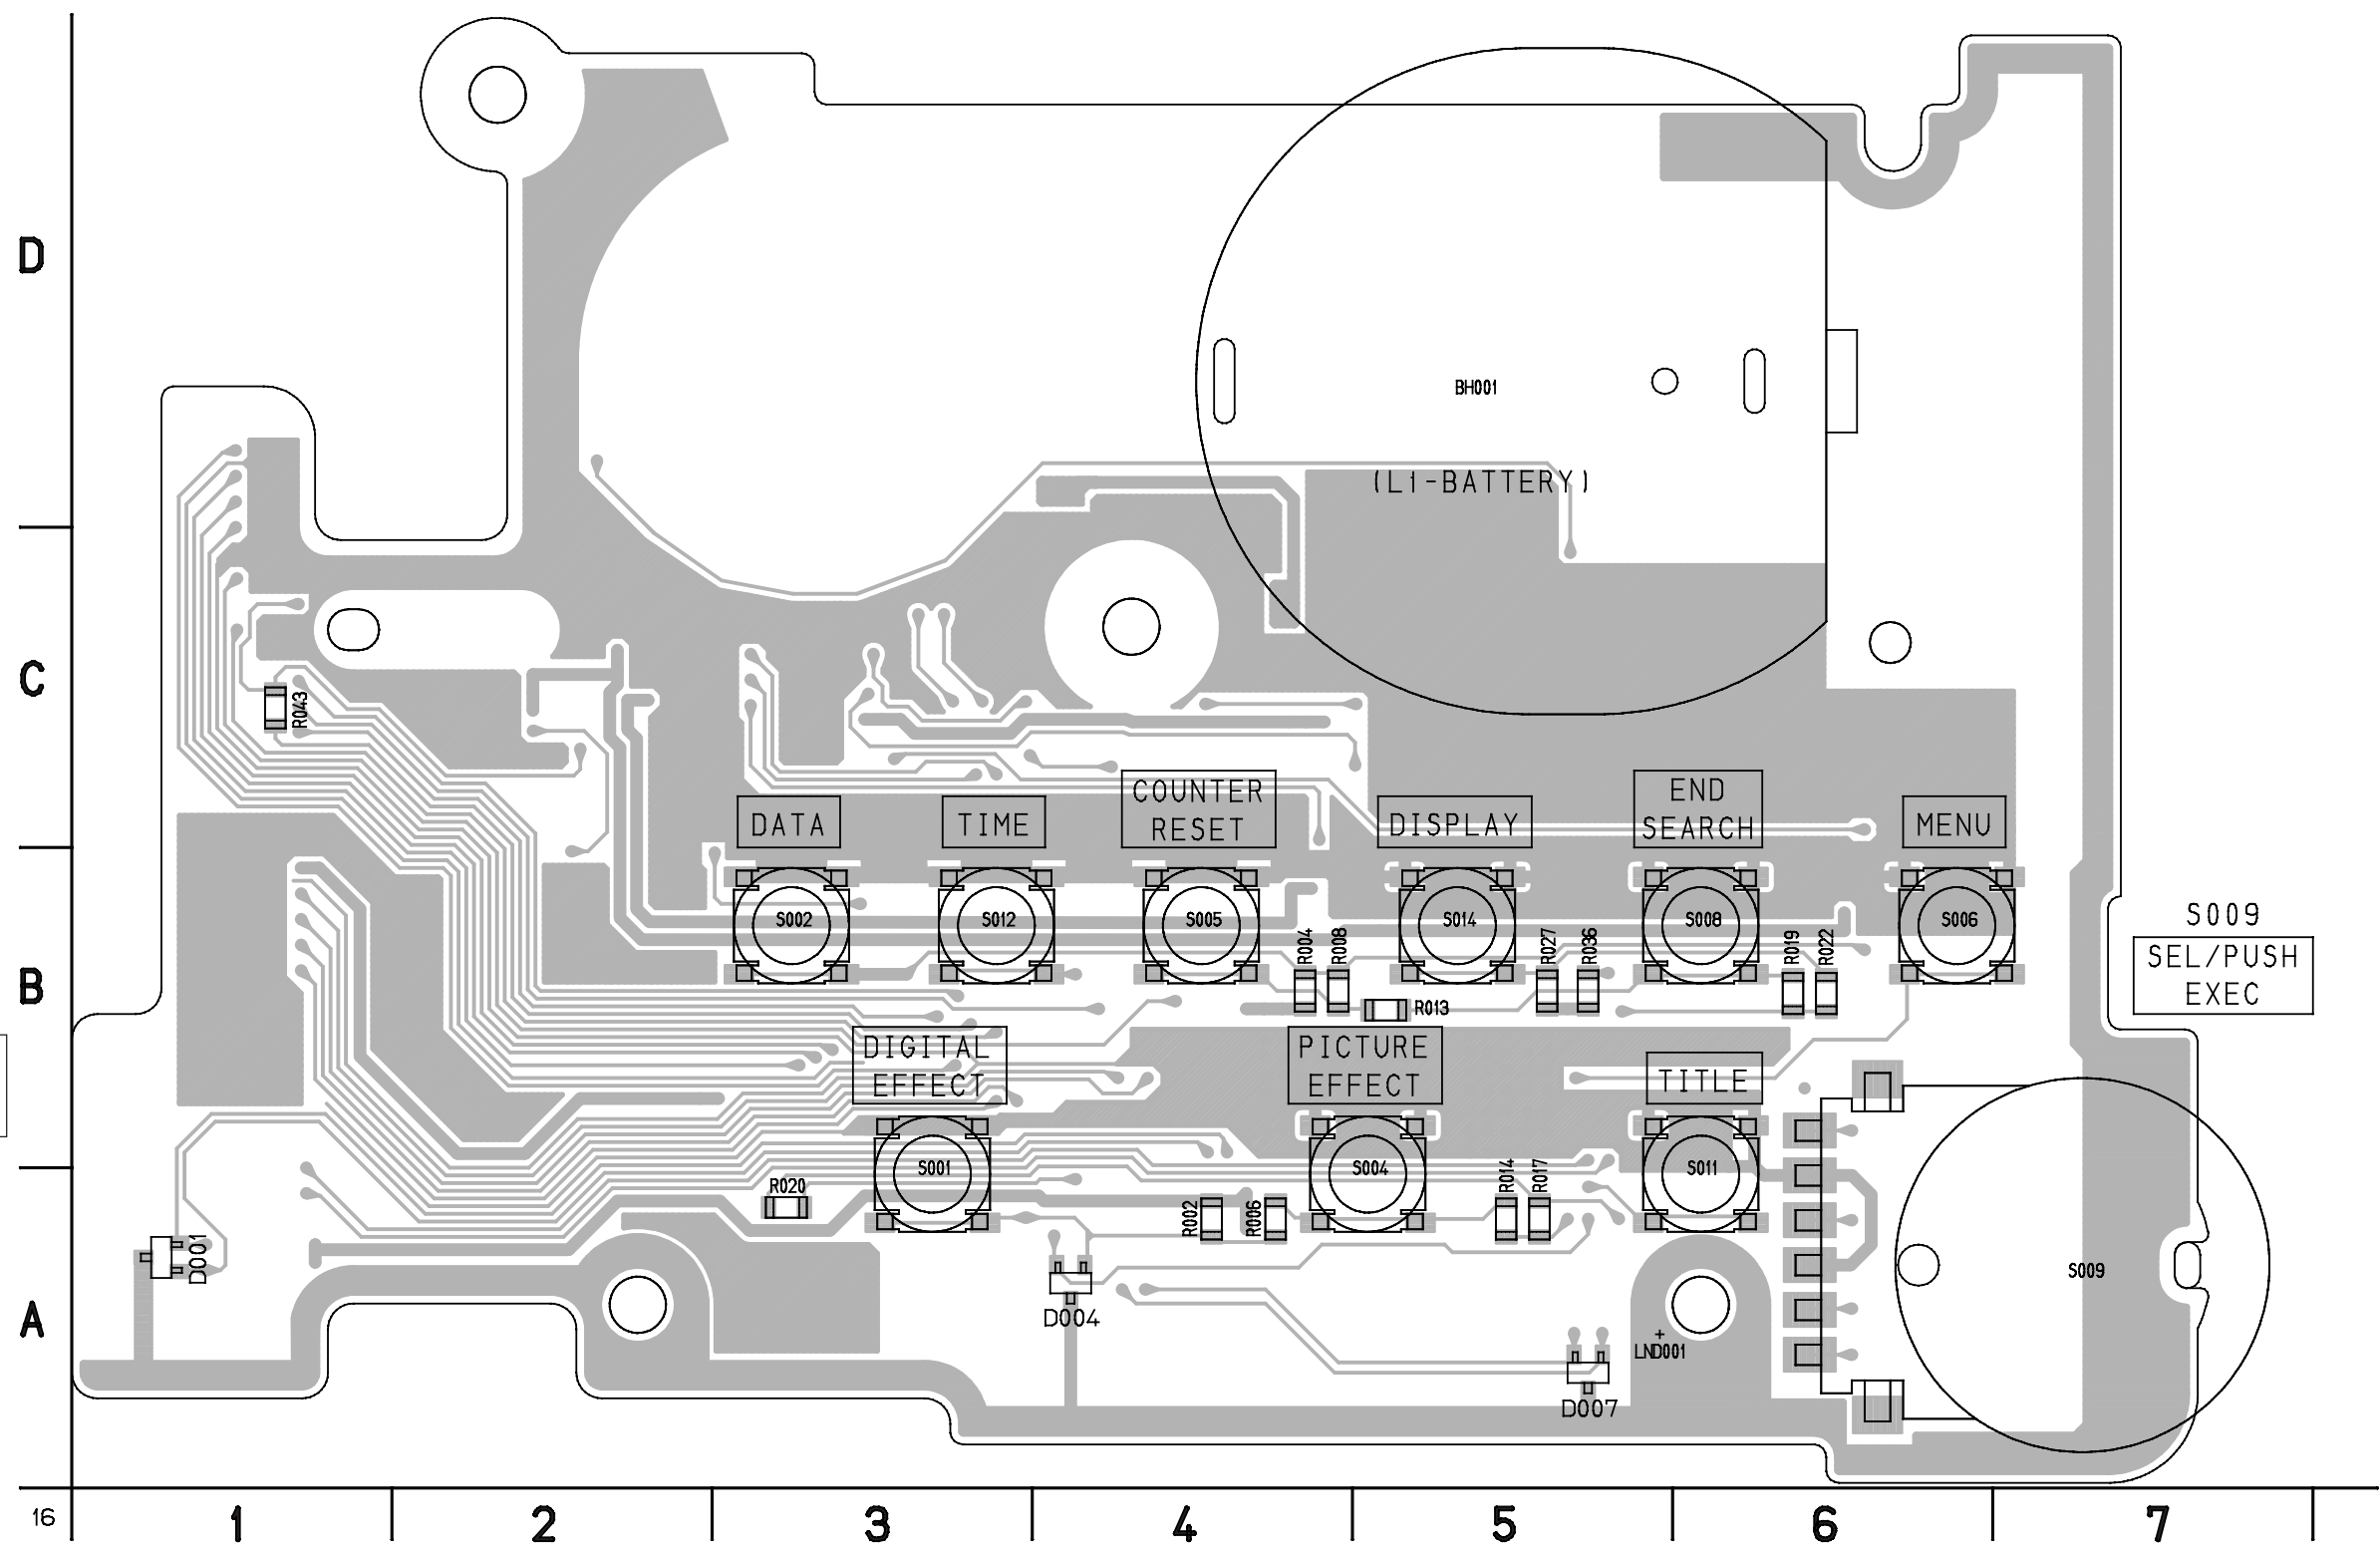 D
BH001
(Li-BATTERY)
C
R043
COUNTER
RESET
END
SEARCH
DATA
TIME
DISPLAY
MENU
S002
S012
S005
S014
S008
S006
S009
SEL/PUSH
EXEC
R004
R008
R027
R036
R019
R022
B
R013
DIGITAL
EFFECT
PICTURE
EFFECT
TITLE
S001
S004
S011
R020
R002
R006
R014
R017
D001
S009
A
D004
+
LND001
D007
16
1
2
3
4
5
6
7